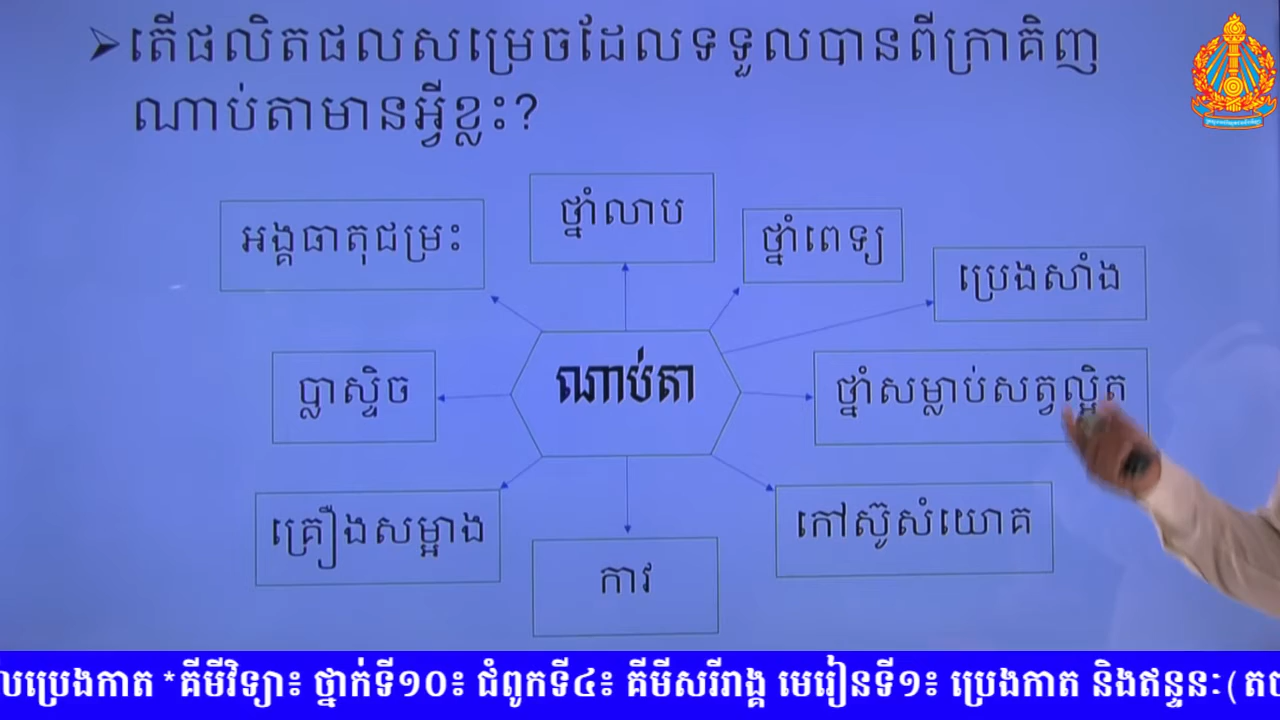 ➢តើផលិតផលសម្រេចដែលទទួលបានពីក្រាគិញ
ណាប់តាមានអ្វីខ្លះ?
អង្គធាតុជម្រះ
ថ្នាំលាប
ថ្នាំពេទ្យ
ប្រេងសាំង
ប្លាស្ទិច
ណាប់តា
ថ្នាំសម្លាប់សត្វល្អិត
គ្រឿងសម្អាង
កាវ
កៅស៊ូសំយោគ
ប្រេងកាត *គីមីវិទ្យា៖ ថ្នាក់ទី១០៖ ជំពូកទី៤៖ គីមីសរីរាង្គ មេរៀនទី១៖ ប្រេងកាត និងឥន្ទនៈ(